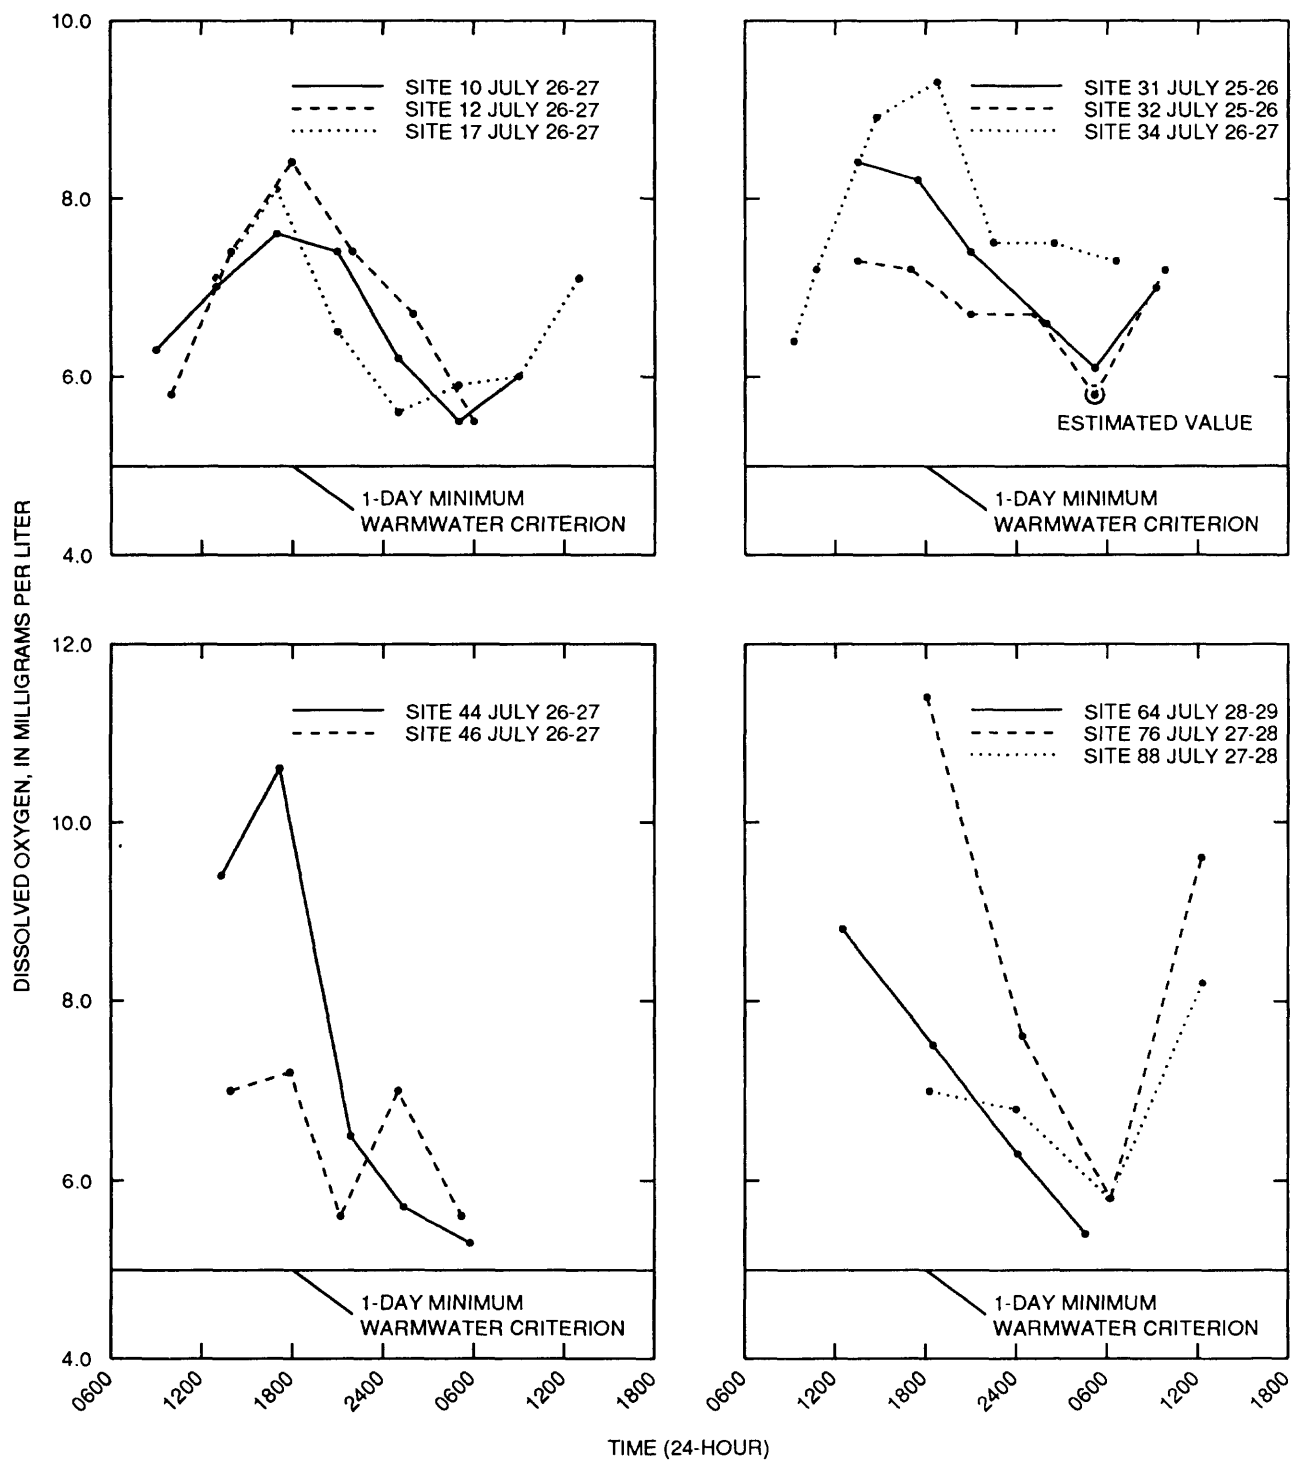 DISSOLVED OXYGEN, IN MILLIGRAMS PER LITER
10.0
8.0
6.0
4.0
SITE 10 JULY 26-27
SITE 12 JULY 26-27
SITE 17 JULY 26-27
1-DAY MINIMUM
WARMWATER CRITERION
SITE 31 JULY 25-26
SITE 32 JULY 25-26
SITE 34 JULY 26-27
ESTIMATED VALUE
1-DAY MINIMUM
WARMWATER CRITERION
12.0
10.0
8.0
6.0
4.0
SITE 44 JULY 26-27
SITE 46 JULY 26-27
1-DAY MINIMUM
WARMWATER CRITERION
SITE 64 JULY 28-29
SITE 76 JULY 27-28
SITE 88 JULY 27-28
1-DAY MINIMUM
WARMWATER CRITERION
0600 1200 1800 2400 0600 1200 1800
0600 1200 1800 2400 0600 1200 1800
TIME (24-HOUR)